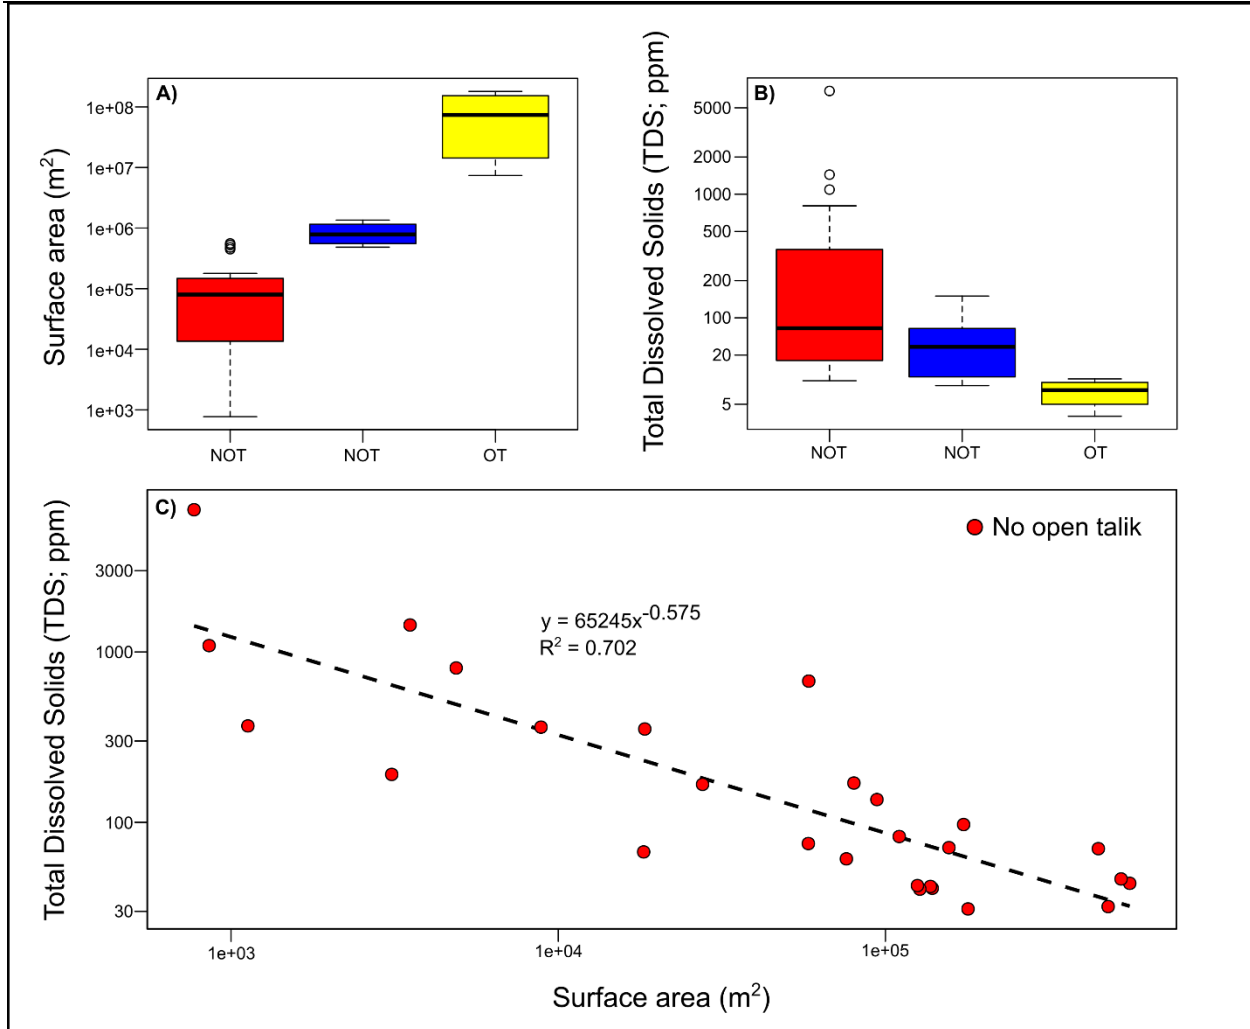 A)
Surface area (m²)
1e+08
1e+07
1e+06
1e+05
1e+04
1e+03
NOT NOT OT
B)
Total Dissolved Solids (TDS; ppm)
5000
2000
1000
500
200
100
20
5
NOT NOT OT
C)
Total Dissolved Solids (TDS; ppm)
3000
1000
300
100
30
No open talik
y = 65245x^-0.575
R² = 0.702
1e+03 1e+04 1e+05
Surface area (m²)